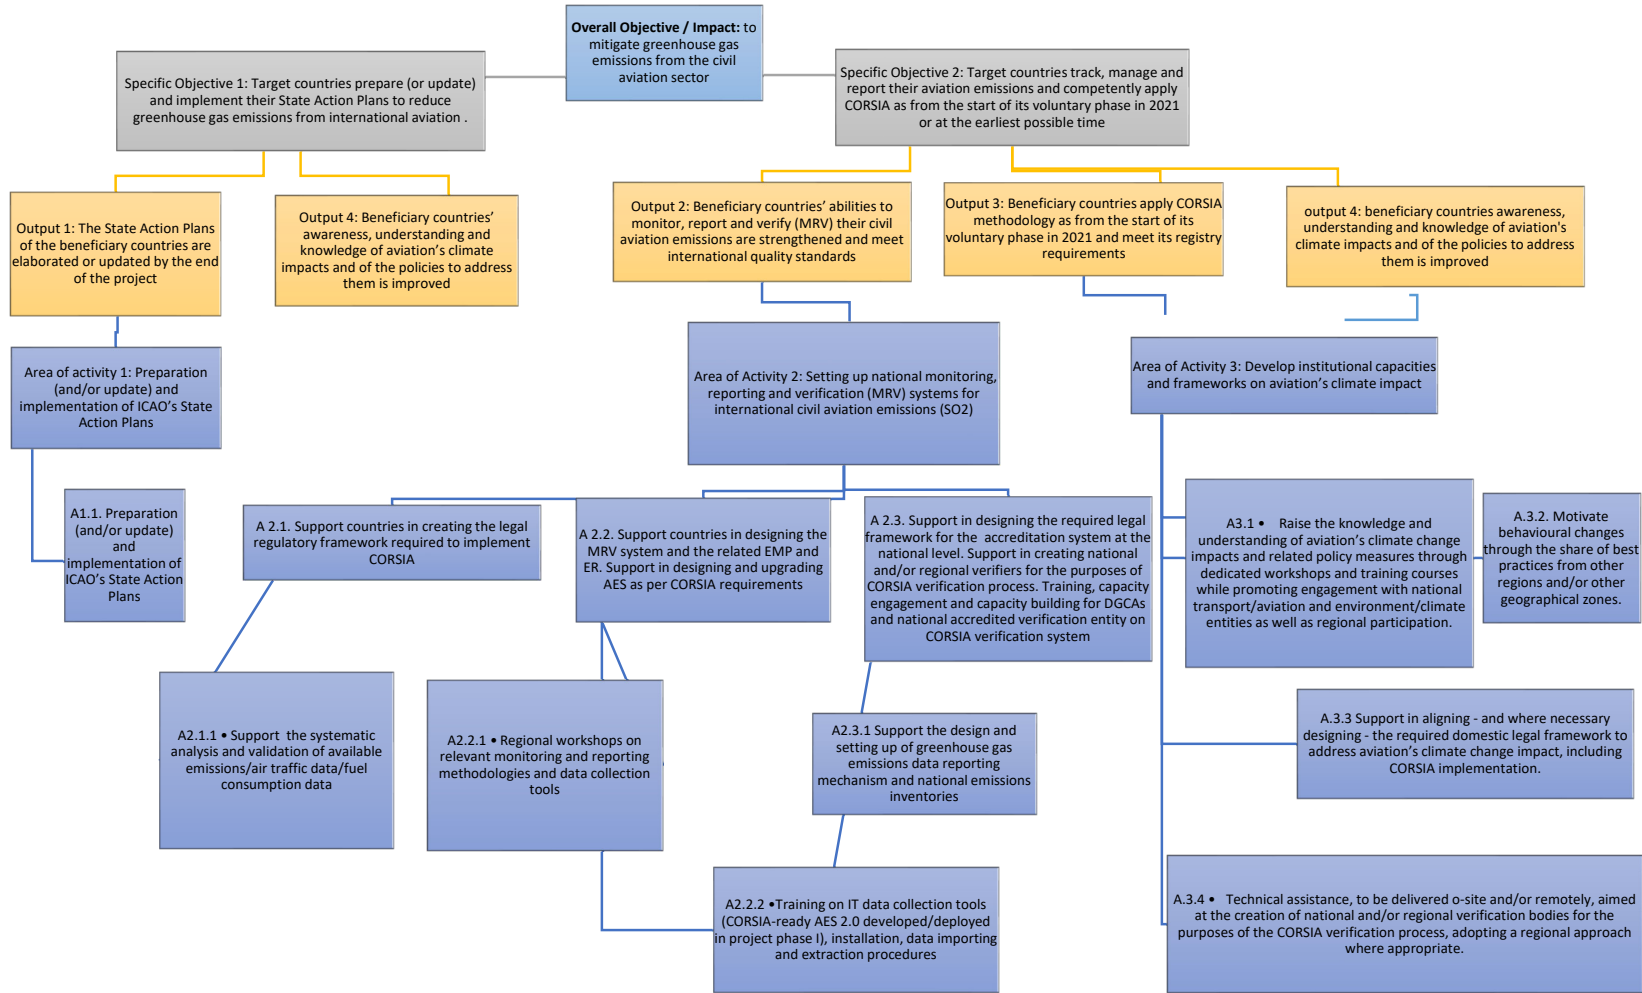 Overall Objective / Impact: to
mitigate greenhouse gas
emissions from the civil
aviation sector
Specific Objective 1: Target countries prepare (or update)
and implement their State Action Plans to reduce
greenhouse gas emissions from international aviation .
Specific Objective 2: Target countries track, manage and
report their aviation emissions and competently apply
CORSIA as from the start of its voluntary phase in 2021
or at the earliest possible time
Output 1: The State Action Plans
of the beneficiary countries are
elaborated or updated by the end
of the project
Output 4: Beneficiary countries’
awareness, understanding and
knowledge of aviation’s climate
impacts and of the policies to address
them is improved
Output 2: Beneficiary countries’ abilities to
monitor, report and verify (MRV) their civil
aviation emissions are strengthened and meet
international quality standards
Output 3: Beneficiary countries apply CORSIA
methodology as from the start of its
voluntary phase in 2021 and meet its registry
requirements
output 4: beneficiary countries awareness,
understanding and knowledge of aviation's
climate impacts and of the policies to address
them is improved
Area of activity 1: Preparation
(and/or update) and
implementation of ICAO’s State
Action Plans
Area of Activity 2: Setting up national monitoring,
reporting and verification (MRV) systems for
international civil aviation emissions (SO2)
Area of Activity 3: Develop institutional capacities
and frameworks on aviation’s climate impact
A1.1. Preparation
(and/or update)
and
implementation of
ICAO’s State Action
Plans
A 2.1. Support countries in creating the legal
regulatory framework required to implement
CORSIA
A 2.2. Support countries in designing the
MRV system and the related EMP and
ER. Support in designing and upgrading
AES as per CORSIA requirements
A 2.3. Support in designing the required legal
framework for the accreditation system at the
national level. Support in creating national
and/or regional verifiers for the purposes of
CORSIA verification process. Training, capacity
engagement and capacity building for DGCAs
and national accredited verification entity on
CORSIA verification system
A3.1 • Raise the knowledge and
understanding of aviation’s climate change
impacts and related policy measures through
dedicated workshops and training courses
while promoting engagement with national
transport/aviation and environment/climate
entities as well as regional participation.
A.3.2. Motivate
behavioural changes
through the share of best
practices from other
regions and/or other
geographical zones.
A2.1.1 • Support the systematic
analysis and validation of available
emissions/air traffic data/fuel
consumption data
A2.2.1 • Regional workshops on
relevant monitoring and reporting
methodologies and data collection
tools
A2.3.1 Support the design and
setting up of greenhouse gas
emissions data reporting
mechanism and national emissions
inventories
A.3.3 Support in aligning - and where necessary
designing - the required domestic legal framework to
address aviation’s climate change impact, including
CORSIA implementation.
A2.2.2 •Training on IT data collection tools
(CORSIA-ready AES 2.0 developed/deployed
in project phase I), installation, data importing
and extraction procedures
A.3.4 • Technical assistance, to be delivered o-site and/or remotely, aimed
at the creation of national and/or regional verification bodies for the
purposes of the CORSIA verification process, adopting a regional approach
where appropriate.